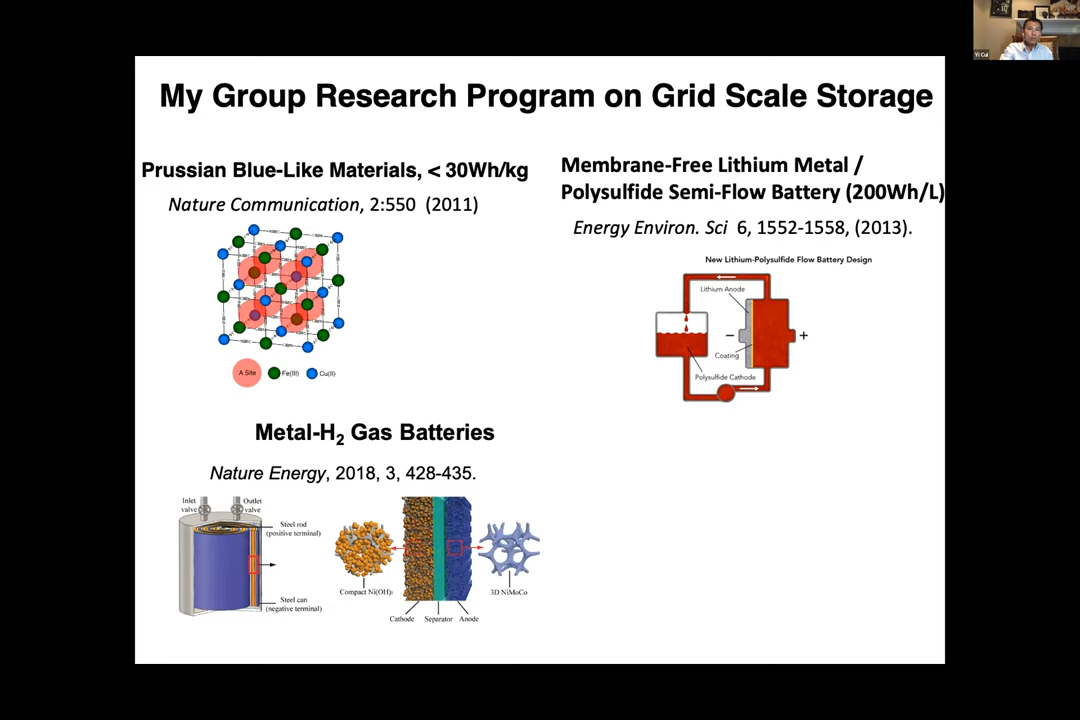 Yi Cui
My Group Research Program on Grid Scale Storage
Prussian Blue-Like Materials, < 30Wh/kg
Nature Communication, 2:550 (2011)
A Site
Fe(III)
Cu(II)
Membrane-Free Lithium Metal /
Polysulfide Semi-Flow Battery (200Wh/L)
Energy Environ. Sci 6, 1552-1558, (2013).
New Lithium-Polysulfide Flow Battery Design
Lithium Anode
−
+
Coating
Polysulfide Cathode
Metal-H₂ Gas Batteries
Nature Energy, 2018, 3, 428-435.
Inlet
valve
Outlet
valve
Steel rod
(positive terminal)
Steel can
(negative terminal)
Compact Ni(OH)₂
3D NiMoCo
Cathode
Separator
Anode